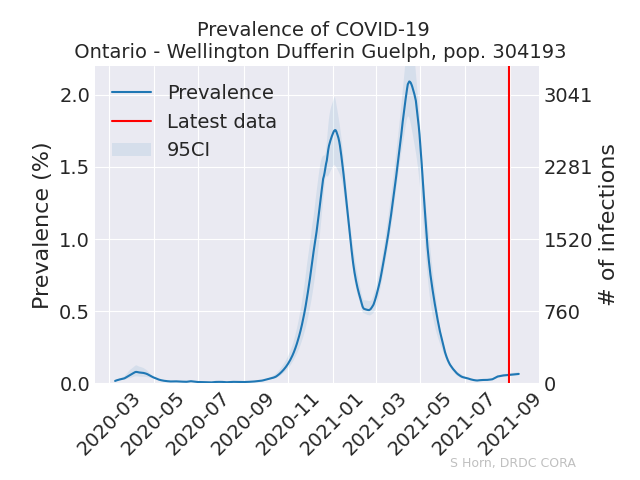 Prevalence of COVID-19
Ontario - Wellington Dufferin Guelph, pop. 304193
Prevalence
Latest data
95CI
Prevalence (%)
2.0
1.5
1.0
0.5
0.0
# of infections
3041
2281
1520
760
0
2020-03
2020-05
2020-07
2020-09
2020-11
2021-01
2021-03
2021-05
2021-07
2021-09
S Horn, DRDC CORA